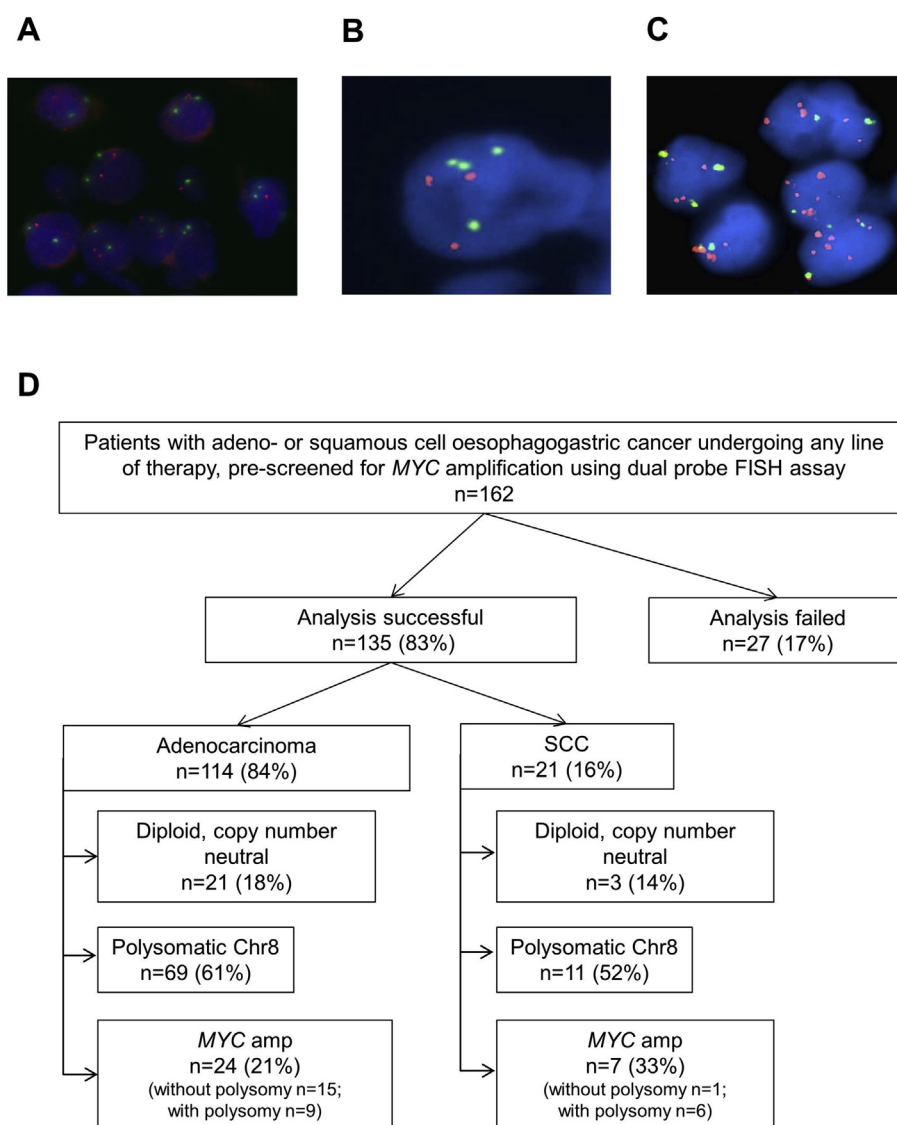 A
B
C
D
Patients with adeno- or squamous cell oesophagogastric cancer undergoing any line
of therapy, pre-screened for MYC amplification using dual probe FISH assay
n=162
Analysis successful
n=135 (83%)
Analysis failed
n=27 (17%)
Adenocarcinoma
n=114 (84%)
SCC
n=21 (16%)
Diploid, copy number
neutral
n=21 (18%)
Diploid, copy number
neutral
n=3 (14%)
Polysomatic Chr8
n=69 (61%)
Polysomatic Chr8
n=11 (52%)
MYC amp
n=24 (21%)
(without polysomy n=15;
with polysomy n=9)
MYC amp
n=7 (33%)
(without polysomy n=1;
with polysomy n=6)